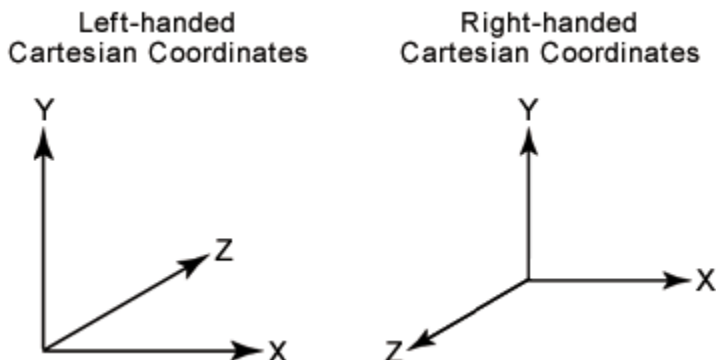 Left-handed
Cartesian Coordinates
Y
Z
X
Right-handed
Cartesian Coordinates
Y
X
Z